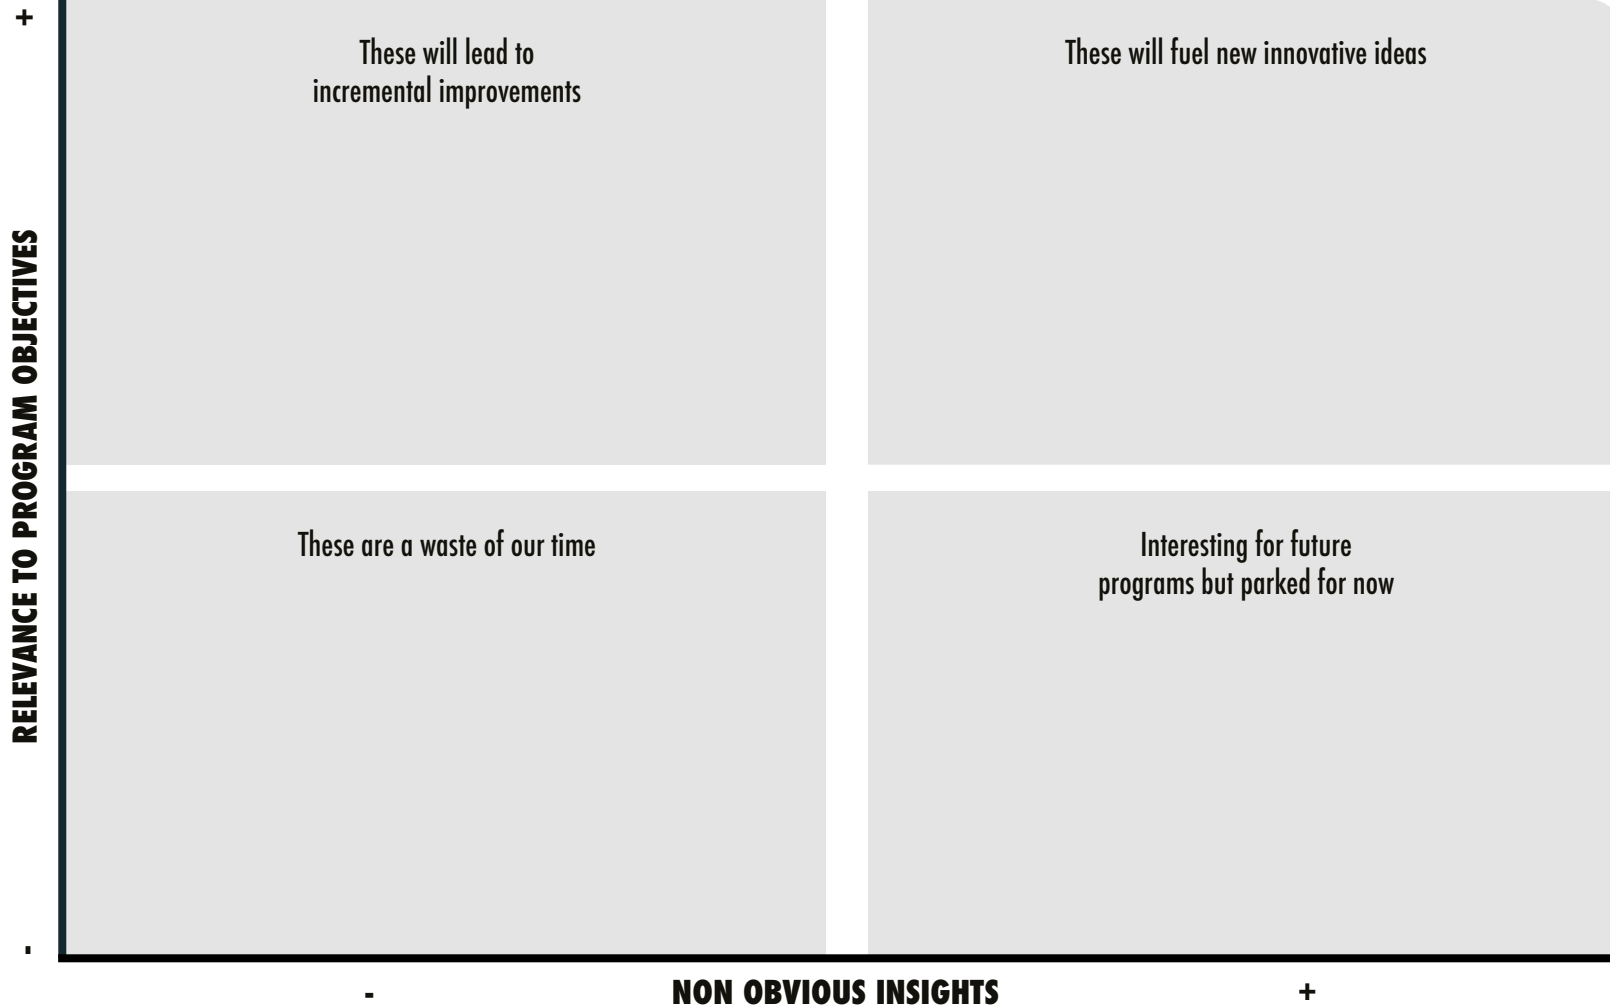 +
These will lead to
incremental improvements
These will fuel new innovative ideas
RELEVANCE TO PROGRAM OBJECTIVES
These are a waste of our time
Interesting for future
programs but parked for now
-
-
NON OBVIOUS INSIGHTS
+